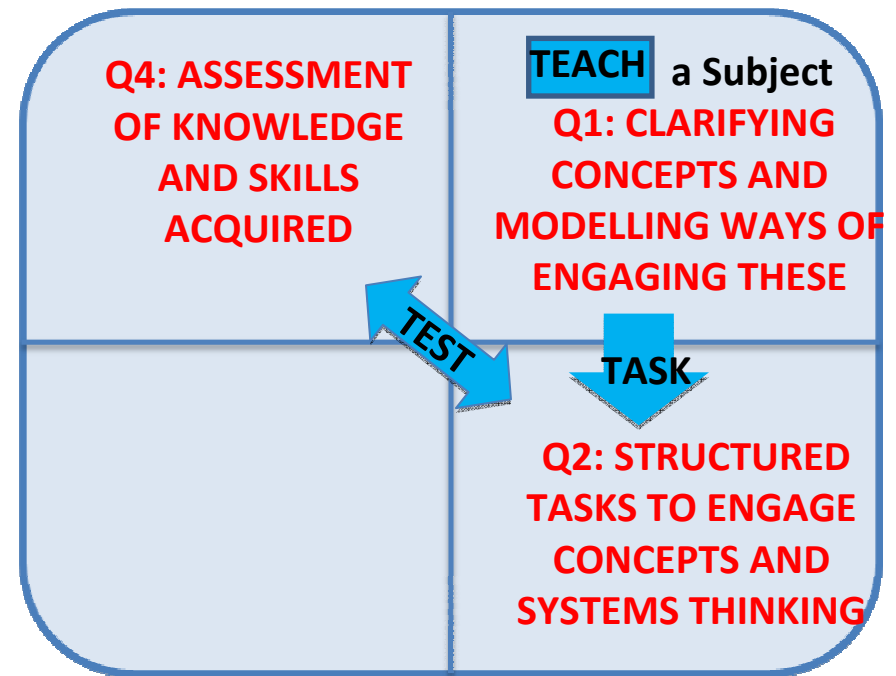 Q4: ASSESSMENT
OF KNOWLEDGE
AND SKILLS
ACQUIRED
TEACH a Subject
Q1: CLARIFYING
CONCEPTS AND
MODELLING WAYS OF
ENGAGING THESE
TEST
TASK
Q2: STRUCTURED
TASKS TO ENGAGE
CONCEPTS AND
SYSTEMS THINKING